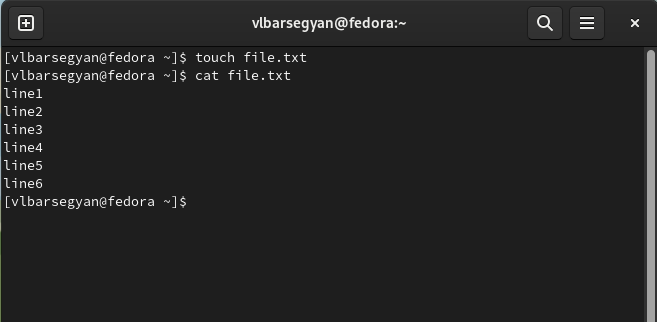 vlbarsegyan@fedora:~
[vlbarsegyan@fedora ~]$ touch file.txt
[vlbarsegyan@fedora ~]$ cat file.txt
line1
line2
line3
line4
line5
line6
[vlbarsegyan@fedora ~]$